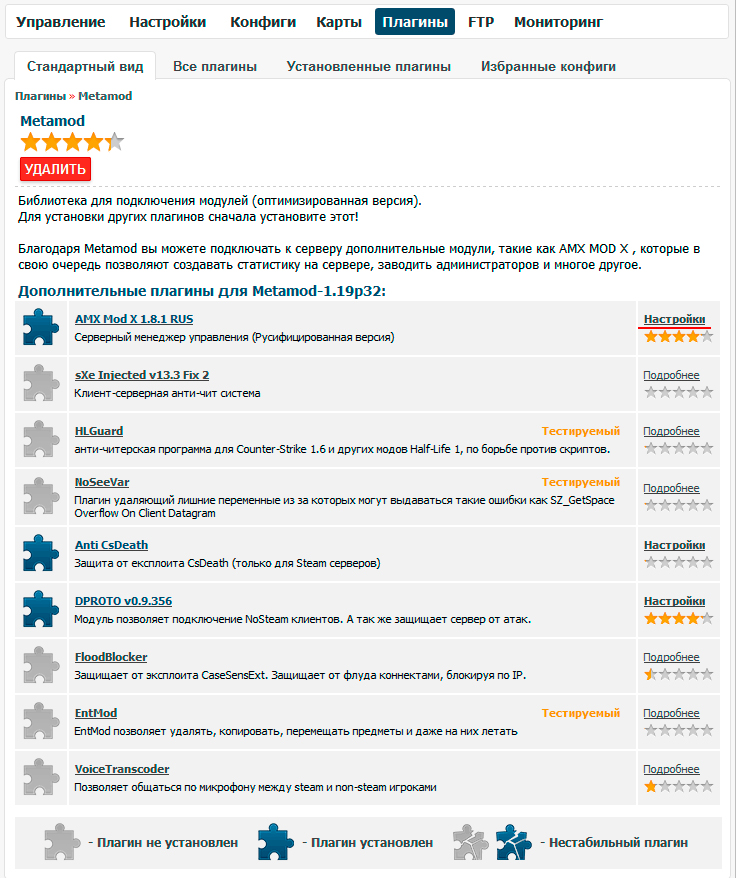 Управление Настройки Конфиги Карты Плагины FTP Мониторинг
Стандартный вид Все плагины Установленные плагины Избранные конфиги
Плагины » Metamod
Metamod
УДАЛИТЬ
Библиотека для подключения модулей (оптимизированная версия).
Для установки других плагинов сначала установите этот!
Благодаря Metamod вы можете подключать к серверу дополнительные модули, такие как AMX MOD X , которые в
свою очередь позволяют создавать статистику на сервере, заводить администраторов и многое другое.
Дополнительные плагины для Metamod-1.19p32:
AMX Mod X 1.8.1 RUS Настройки
Серверный менеджер управления (Русифицированная версия)
sXe Injected v13.3 Fix 2 Подробнее
Клиент-серверная анти-чит система
HLGuard Тестируемый Подробнее
анти-читерская программа для Counter-Strike 1.6 и других модов Half-Life 1, по борьбе против скриптов.
NoSeeVar Тестируемый Подробнее
Плагин удаляющий лишние переменные из за которых могут выдаваться такие ошибки как SZ_GetSpace
Overflow On Client Datagram
Anti CsDeath Настройки
Защита от експлоита CsDeath (только для Steam серверов)
DPROTO v0.9.356 Настройки
Модуль позволяет подключение NoSteam клиентов. А так же защищает сервер от атак.
FloodBlocker Подробнее
Защищает от эксплоита CaseSensExt. Защищает от флуда коннектами, блокируя по IP.
EntMod Тестируемый Подробнее
EntMod позволяет удалять, копировать, перемещать предметы и даже на них летать
VoiceTranscoder Подробнее
Позволяет общаться по микрофону между steam и non-steam игроками
- Плагин не установлен - Плагин установлен - Нестабильный плагин